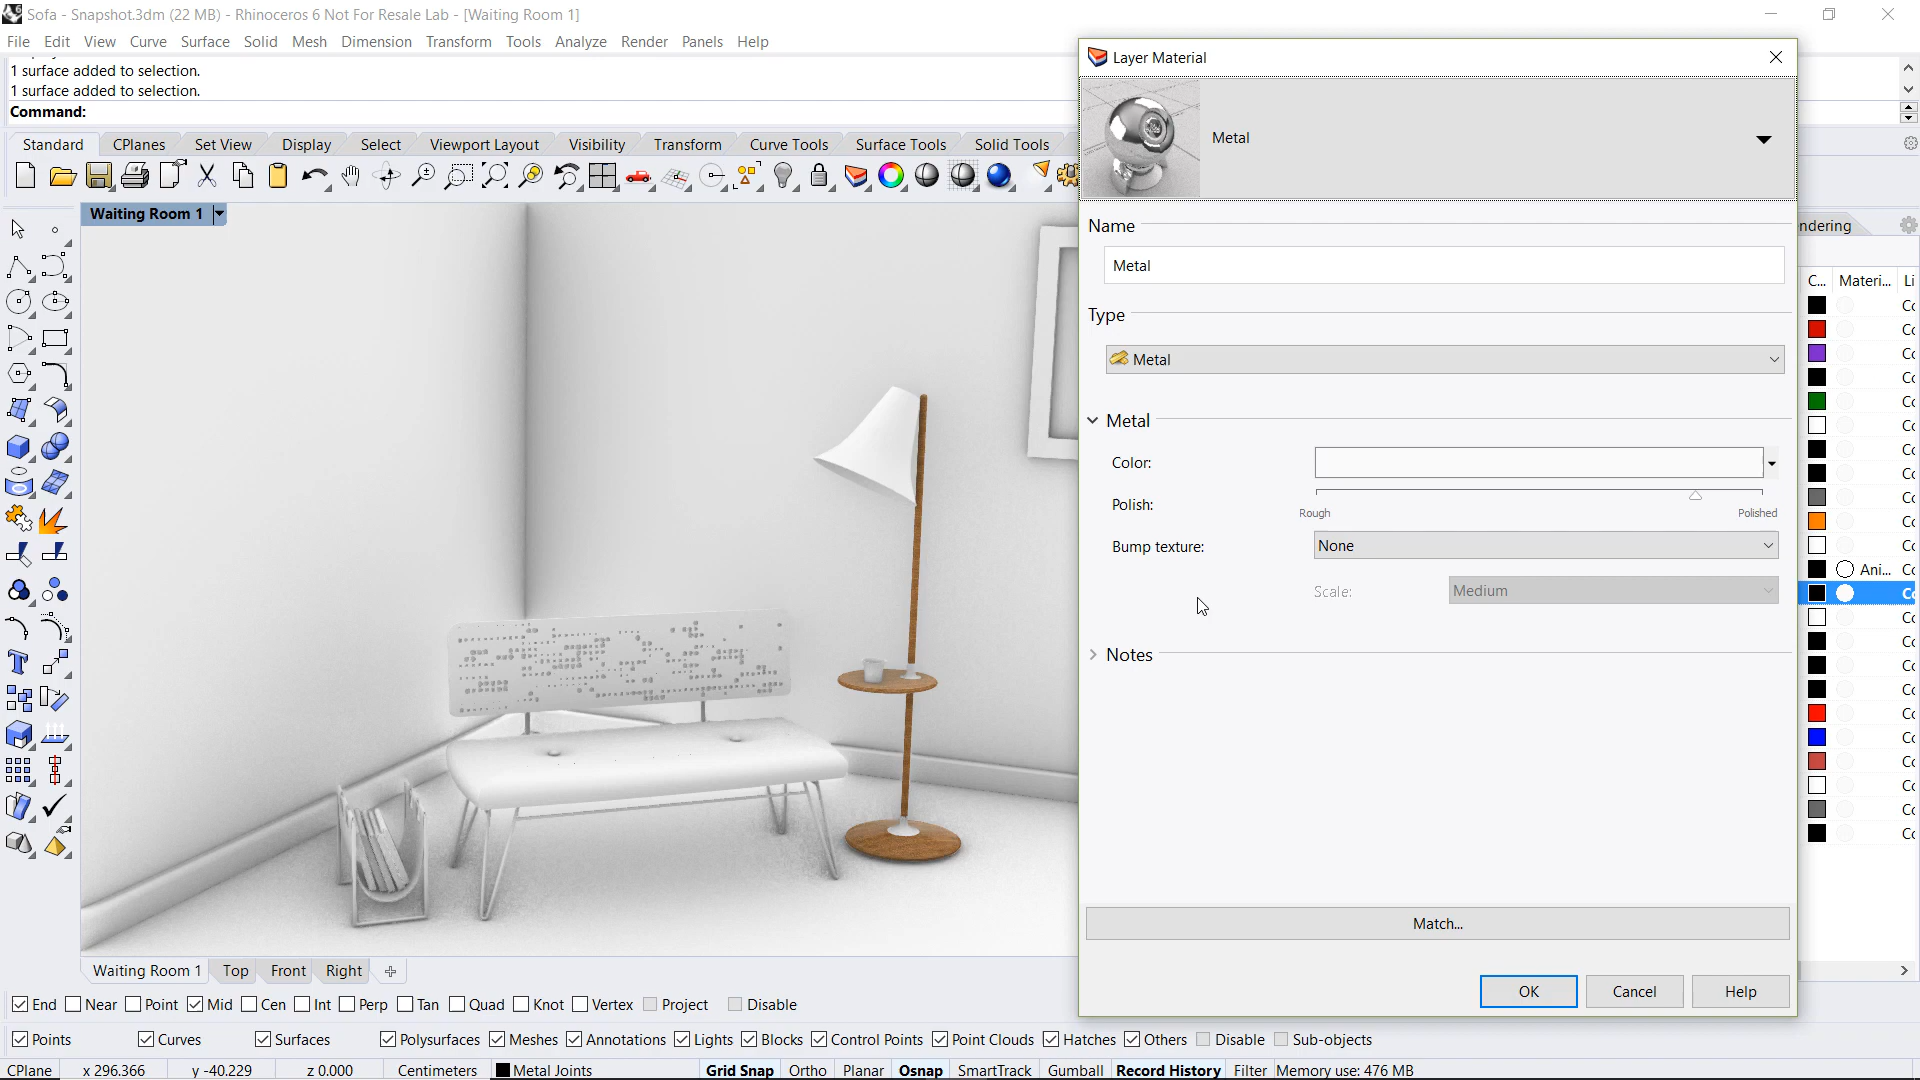 Sofa - Snapshot.3dm (22 MB) - Rhinoceros 6 Not For Resale Lab - [Waiting Room 1]
File Edit View Curve Surface Solid Mesh Dimension Transform Tools Analyze Render Panels Help
1 surface added to selection.
1 surface added to selection.
Command:
Standard CPlanes Set View Display Select Viewport Layout Visibility Transform Curve Tools Surface Tools Solid Tools
Waiting Room 1
Layer Material
Metal
Name
Metal
Type
Metal
Metal
Color:
Polish:
Rough Polished
Bump texture: None
Scale: Medium
Notes
Match...
OK Cancel Help
ndering
C... Materi... Li
Ani...
Waiting Room 1 Top Front Right
End Near Point Mid Cen Int Perp Tan Quad Knot Vertex Project Disable
Points Curves Surfaces Polysurfaces Meshes Annotations Lights Blocks Control Points Point Clouds Hatches Others Disable Sub-objects
CPlane x 296.366 y -40.229 z 0.000 Centimeters Metal Joints Grid Snap Ortho Planar Osnap SmartTrack Gumball Record History Filter Memory use: 476 MB